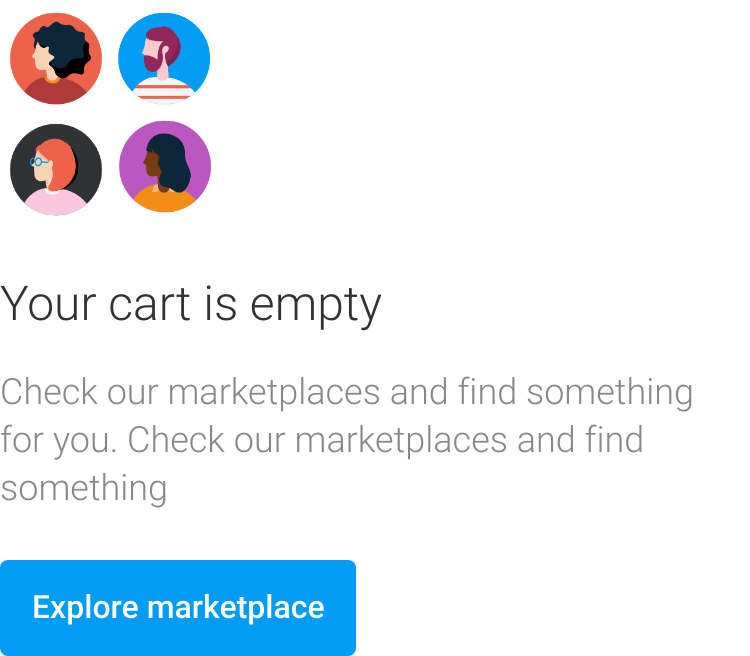 Your cart is empty
Check our marketplaces and find something
for you. Check our marketplaces and find
something
Explore marketplace